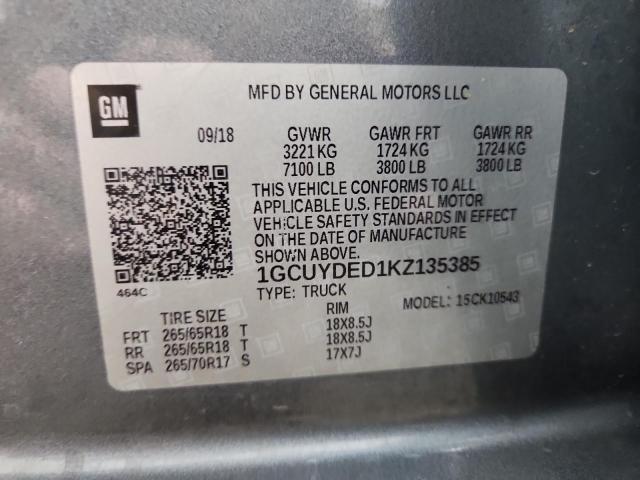 GM
MFD BY GENERAL MOTORS LLC
09/18 GVWR GAWR FRT GAWR RR
3221 KG 1724 KG 1724 KG
7100 LB 3800 LB 3800 LB
THIS VEHICLE CONFORMS TO ALL
APPLICABLE U.S. FEDERAL MOTOR
VEHICLE SAFETY STANDARDS IN EFFECT
ON THE DATE OF MANUFACTURE
SHOWN ABOVE.
464C
1GCUYDED1KZ135385
TYPE: TRUCK MODEL: 15CK10543
TIRE SIZE RIM
FRT 265/65R18 T 18X8.5J
RR 265/65R18 T 18X8.5J
SPA 265/70R17 S 17X7J